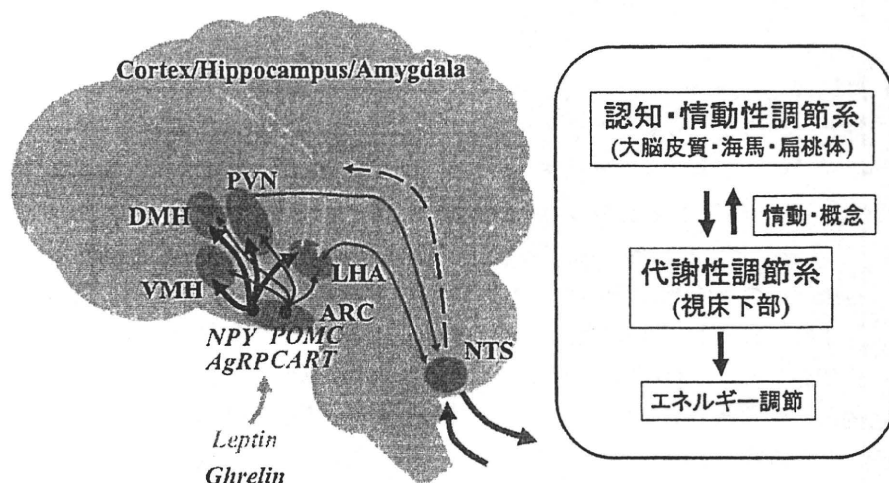 Cortex/Hippocampus/Amygdala
PVN
DMH
LHA
VMH
ARC
NPY POMC
AgRP CART
NTS
Leptin
Ghrelin
認知・情動性調節系
(大脳皮質・海馬・扁桃体)
情動・概念
代謝性調節系
(視床下部)
エネルギー調節